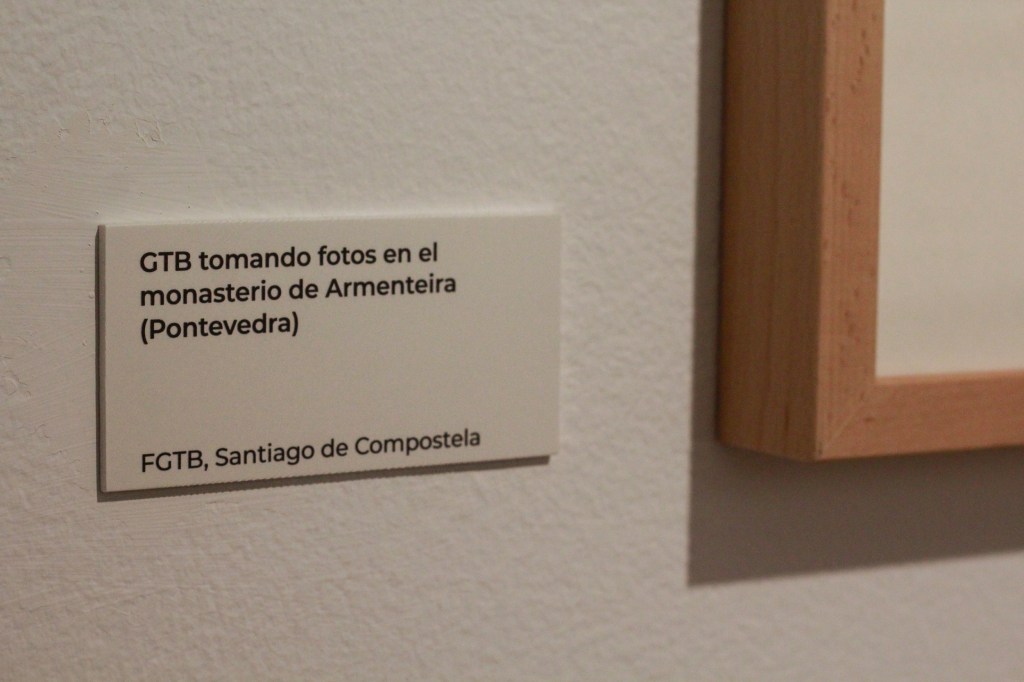 GTB tomando fotos en el
monasterio de Armenteira
(Pontevedra)
FGTB, Santiago de Compostela